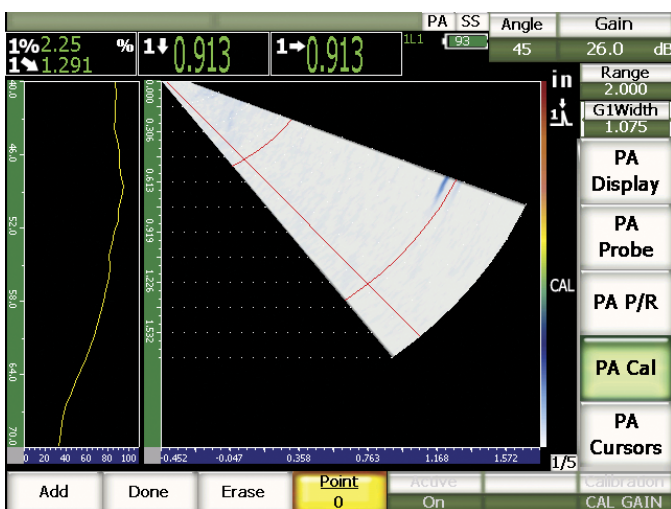 PA SS Angle Gain
1L1 93 45 26.0 dB
1%2.25 % 1 0.913 1 0.913
1 1.291
in Range
2.000
G1Width
1.075
PA Display
PA Probe
CAL PA P/R
PA Cal
PA Cursors
40.0 46.0 52.0 58.0 64.0 70.0
0.000 0.306 0.613 0.919 1.226 1.532
0 20 40 60 80 100 -0.452 -0.047 0.358 0.763 1.168 1.572 1/5
Add Done Erase Point Active Calibration
0 On CAL GAIN